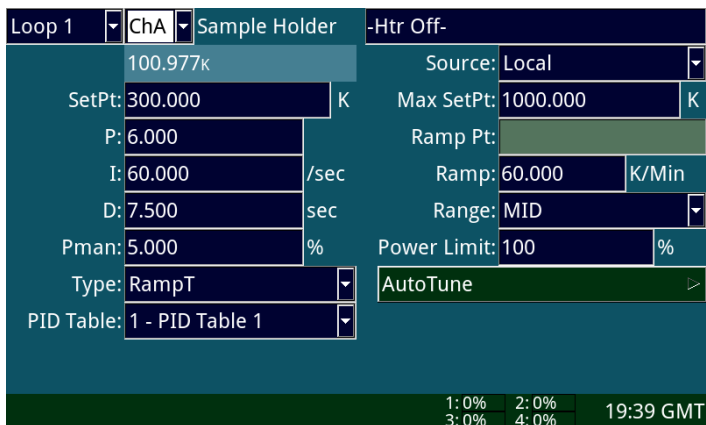 Loop 1 ChA Sample Holder -Htr Off-
100.977K Source: Local
SetPt: 300.000 K Max SetPt: 1000.000 K
P: 6.000 Ramp Pt:
I: 60.000 /sec Ramp: 60.000 K/Min
D: 7.500 sec Range: MID
Pman: 5.000 % Power Limit: 100 %
Type: RampT AutoTune
PID Table: 1 - PID Table 1
1: 0% 2: 0% 19:39 GMT
3: 0% 4: 0%